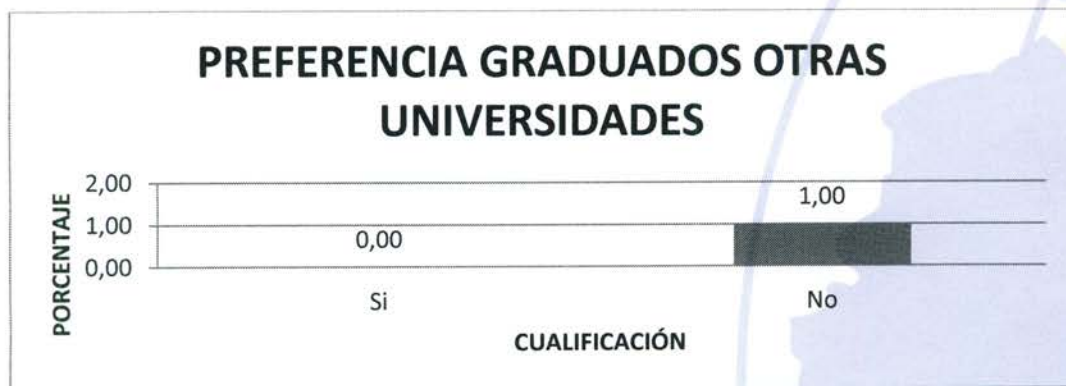 PREFERENCIA GRADUADOS OTRAS
UNIVERSIDADES
PORCENTAJE
2,00
1,00
0,00
0,00
1,00
Si
No
CUALIFICACIÓN